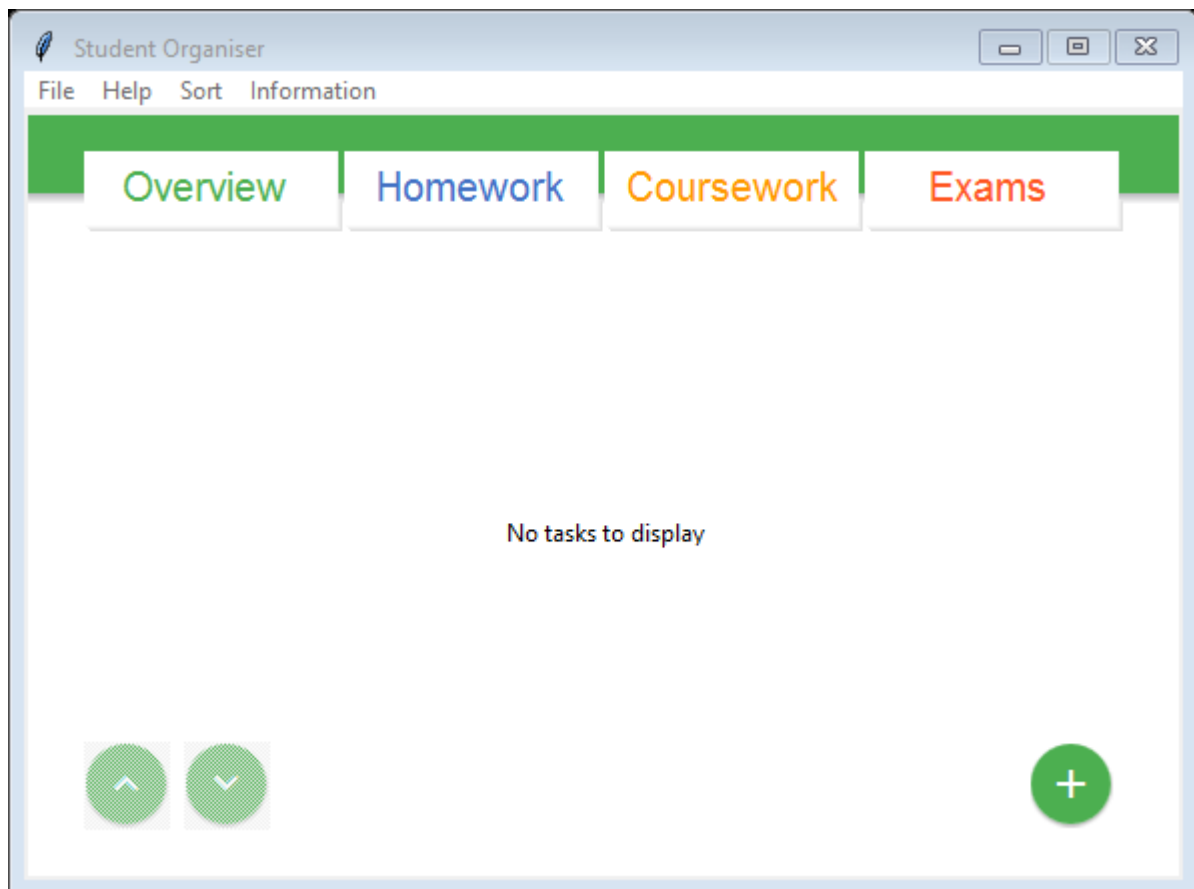 Student Organiser
File Help Sort Information
Overview Homework Coursework Exams
No tasks to display
+